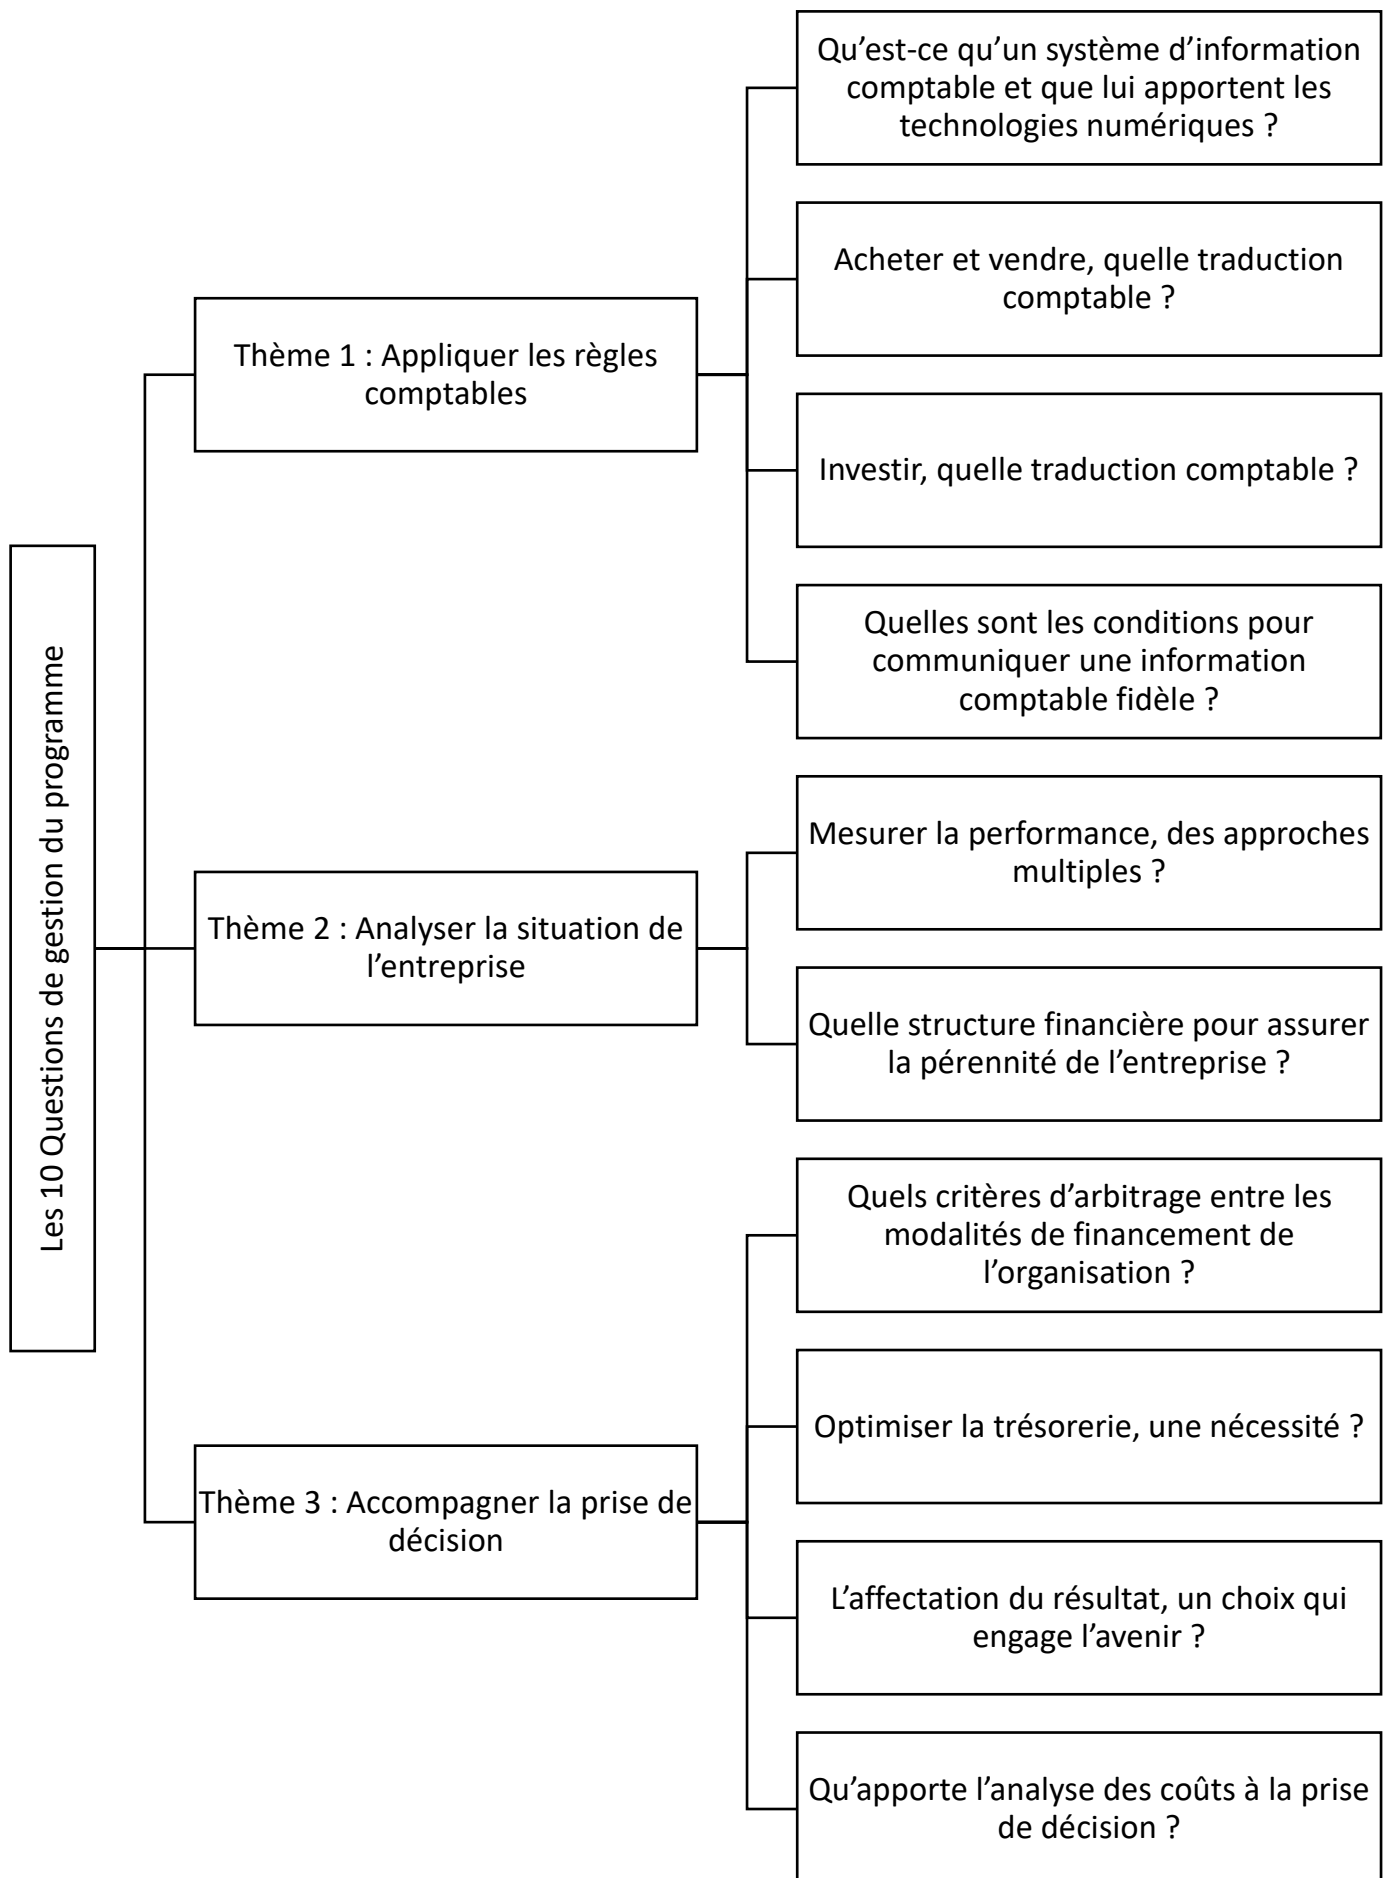 Les 10 Questions de gestion du programme
Thème 1 : Appliquer les règles
comptables
Qu’est-ce qu’un système d’information
comptable et que lui apportent les
technologies numériques ?
Acheter et vendre, quelle traduction
comptable ?
Investir, quelle traduction comptable ?
Quelles sont les conditions pour
communiquer une information
comptable fidèle ?
Thème 2 : Analyser la situation de
l’entreprise
Mesurer la performance, des approches
multiples ?
Quelle structure financière pour assurer
la pérennité de l’entreprise ?
Thème 3 : Accompagner la prise de
décision
Quels critères d’arbitrage entre les
modalités de financement de
l’organisation ?
Optimiser la trésorerie, une nécessité ?
L’affectation du résultat, un choix qui
engage l’avenir ?
Qu’apporte l’analyse des coûts à la prise
de décision ?